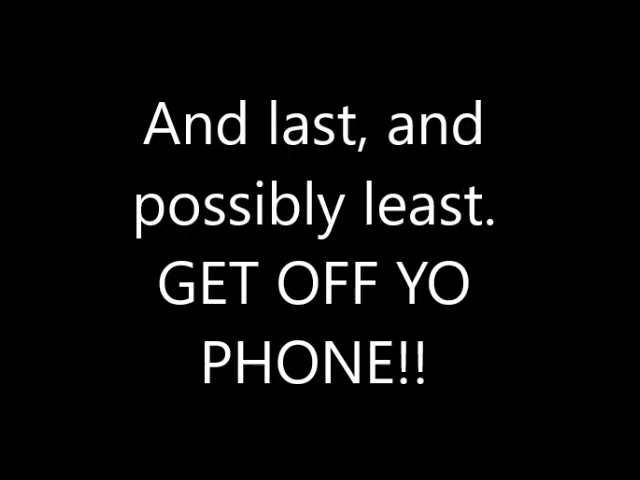 And last, and
possibly least.
GET OFF YO
PHONE!!